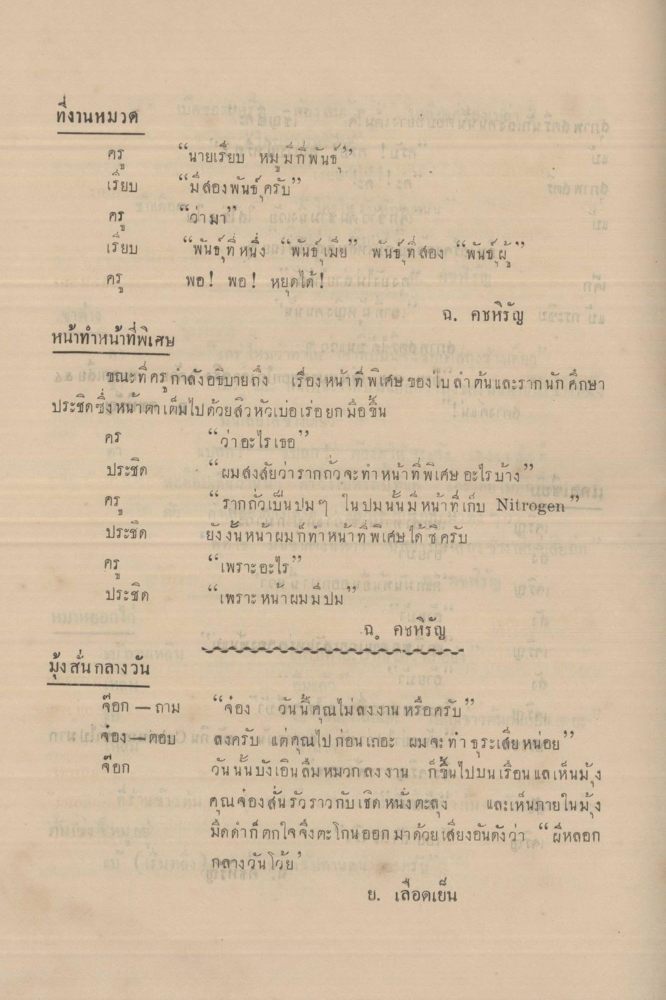 ที่งานหมวด
ครู “นายเรียบ หมูมีกี่พันธุ์”
เรียบ “มีสองพันธุ์ครับ”
ครู “ว่ามา”
เรียบ “พันธุ์ที่หนึ่ง “พันธุ์เมีย” พันธุ์ที่สอง “พันธุ์ผู้”
ครู พอ! พอ! หยุดได้!
ฉ. คชหิรัญ
หน้าทำหน้าที่พิเศษ
ขณะที่ครูกำลังอธิบายถึง เรื่องหน้าที่พิเศษของใบลำต้นและรากนักศึกษา
ประชิดซึ่งหน้าตาเต็มไปด้วยสิวหัวเบ่อเร่อยกมือขึ้น
คร “ว่าอะไรเธอ”
ประชิด “ผมสงสัยว่ารากถั่วจะทำหน้าที่พิเศษอะไรบ้าง”
ครู “รากถั่วเป็นปมๆ ในปมนั้นมีหน้าที่เก็บ Nitrogen”
ประชิด ยังงั้นหน้าผมก็ทำหน้าที่พิเศษได้ซิครับ
ครู “เพราะอะไร”
ประชิด “เพราะหน้าผมมีปม”
ฉ. คชหิรัญ
มุ้งสั่นกลางวัน
จ๊อก — ถาม “จ๋อง วันนี้คุณไม่ลงงานหรือครับ”
จ๋อง — ตอบ ลงครับ แต่คุณไปก่อนเถอะ ผมจะทำธุระเสียหน่อย”
จ๊อก วันนั้นบังเอินลืมหมวกลงงาน ก็ขึ้นไปบนเรือนแลเห็นมุ้ง
คุณจ๋องสั่นรัวราวกับเชิดหนังตะลุง และเห็นภายในมุ้ง
มืดดำก็ตกใจจึงตะโกนออกมาด้วยเสียงอันดังว่า “ผีหลอก
กลางวันโว้ย’
ย. เลือดเย็น